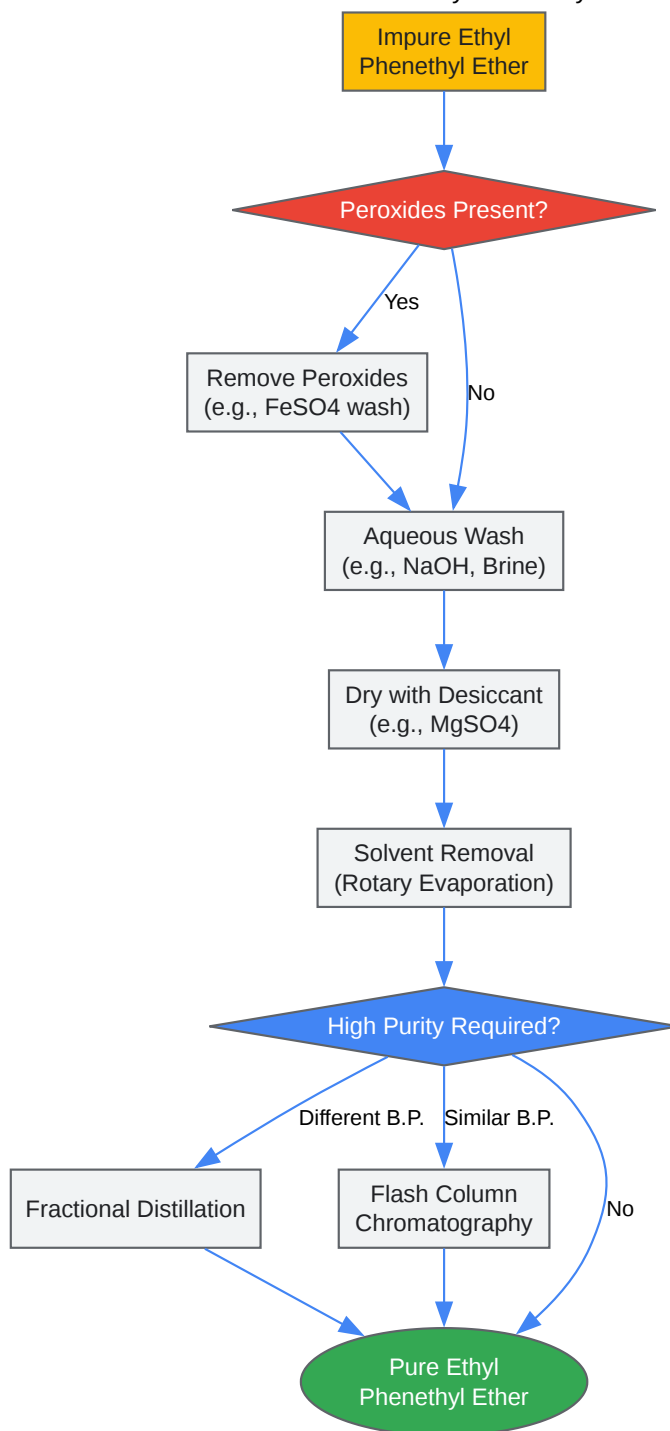 Impure Ethyl
Phenethyl Ether
Peroxides Present?
Yes
Remove Peroxides
(e.g., FeSO4 wash)
No
Aqueous Wash
(e.g., NaOH, Brine)
Dry with Desiccant
(e.g., MgSO4)
Solvent Removal
(Rotary Evaporation)
High Purity Required?
Different B.P.
Similar B.P.
Fractional Distillation
Flash Column
Chromatography
No
Pure Ethyl
Phenethyl Ether